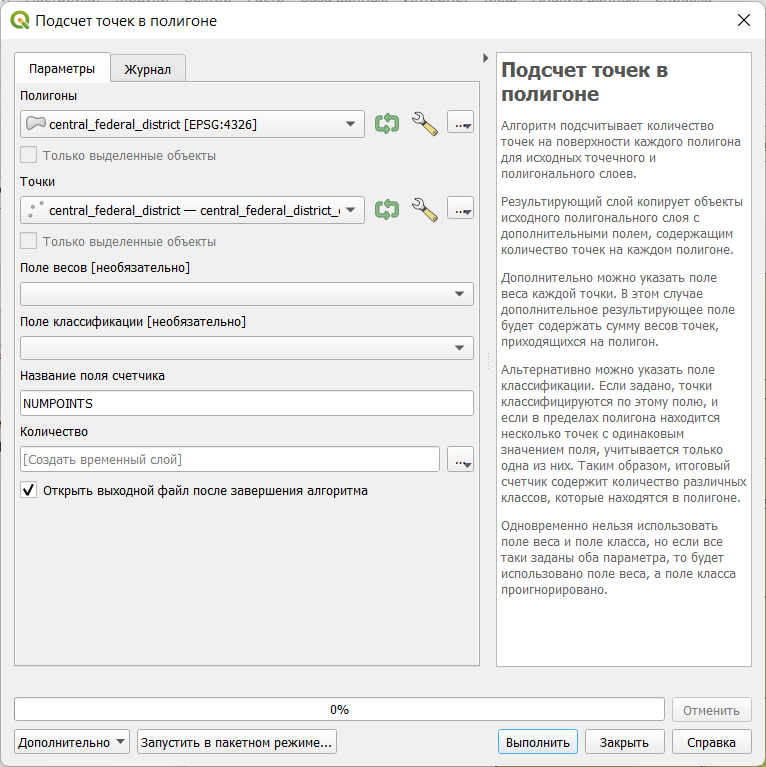 Подсчет точек в полигоне
Параметры
Журнал
Полигоны
central_federal_district [EPSG:4326]
...
Только выделенные объекты
Точки
central_federal_district — central_federal_district_
...
Только выделенные объекты
Поле весов [необязательно]
Поле классификации [необязательно]
Название поля счетчика
NUMPOINTS
Количество
[Создать временный слой]
...
Открыть выходной файл после завершения алгоритма
Подсчет точек в
полигоне
Алгоритм подсчитывает количество
точек на поверхности каждого полигона
для исходных точечного и
полигонального слоев.
Результирующий слой копирует объекты
исходного полигонального слоя с
дополнительными полем, содержащим
количество точек на каждом полигоне.
Дополнительно можно указать поле
веса каждой точки. В этом случае
дополнительное результирующее поле
будет содержать сумму весов точек,
приходящихся на полигон.
Альтернативно можно указать поле
классификации. Если задано, точки
классифицируются по этому полю, и
если в пределах полигона находится
несколько точек с одинаковым
значением поля, учитывается только
одна из них. Таким образом, итоговый
счетчик содержит количество различных
классов, которые находятся в полигоне.
Одновременно нельзя использовать
поле веса и поле класса, но если все
таки заданы оба параметра, то будет
использовано поле веса, а поле класса
проигнорировано.
0%
Отменить
Дополнительно
Запустить в пакетном режиме...
Выполнить
Закрыть
Справка